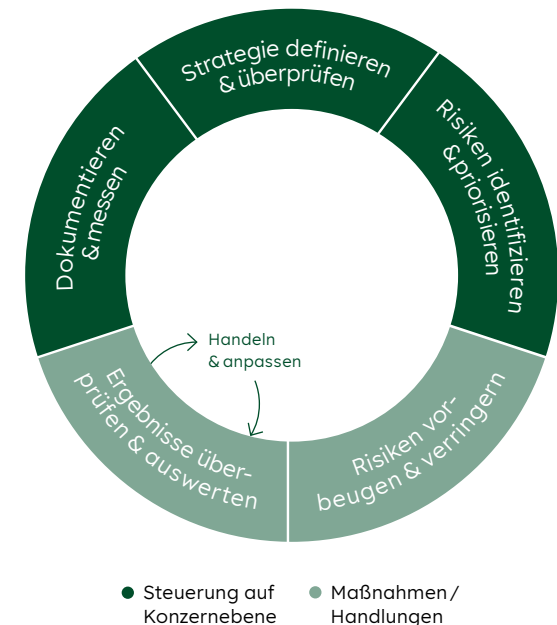 Strategie definieren
& überprüfen
Risiken identifizieren
& priorisieren
Risiken vor-
beugen & verringern
Ergebnisse über-
prüfen & auswerten
Dokumentieren
& messen
Handeln
& anpassen
Steuerung auf
Konzernebene
Maßnahmen/
Handlungen